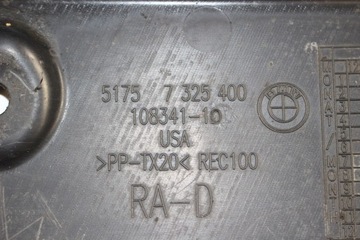 5175 7 325 400
108341-10
USA
>PP-TX20< REC100
RA-D